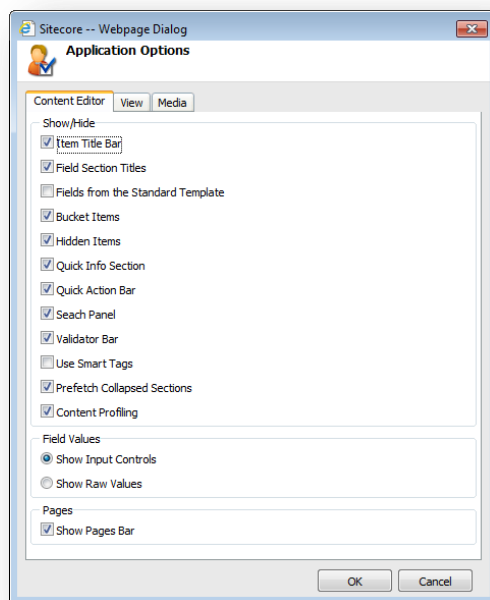 Sitecore -- Webpage Dialog
Application Options
Content Editor View Media
Show/Hide
Item Title Bar
Field Section Titles
Fields from the Standard Template
Bucket Items
Hidden Items
Quick Info Section
Quick Action Bar
Seach Panel
Validator Bar
Use Smart Tags
Prefetch Collapsed Sections
Content Profiling
Field Values
Show Input Controls
Show Raw Values
Pages
Show Pages Bar
OK Cancel